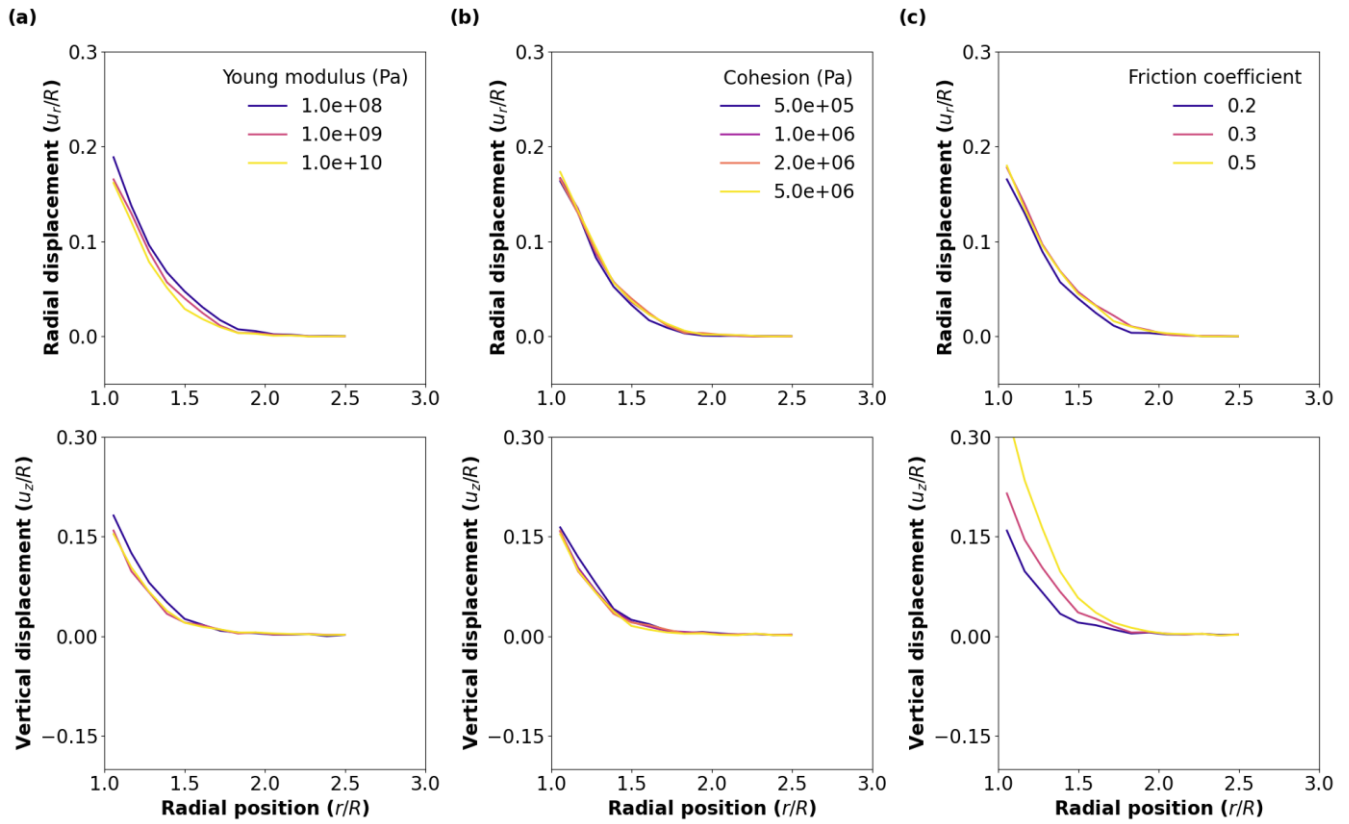 (a)
(b)
(c)
Radial displacement (u_r/R)
0.3
0.2
0.1
0.0
Young modulus (Pa)
1.0e+08
1.0e+09
1.0e+10
1.0 1.5 2.0 2.5 3.0
Radial displacement (u_r/R)
0.3
0.2
0.1
0.0
Cohesion (Pa)
5.0e+05
1.0e+06
2.0e+06
5.0e+06
1.0 1.5 2.0 2.5 3.0
Radial displacement (u_r/R)
0.3
0.2
0.1
0.0
Friction coefficient
0.2
0.3
0.5
1.0 1.5 2.0 2.5 3.0
Vertical displacement (u_z/R)
0.30
0.15
0.00
−0.15
1.0 1.5 2.0 2.5 3.0
Radial position (r/R)
Vertical displacement (u_z/R)
0.30
0.15
0.00
−0.15
1.0 1.5 2.0 2.5 3.0
Radial position (r/R)
Vertical displacement (u_z/R)
0.30
0.15
0.00
−0.15
1.0 1.5 2.0 2.5 3.0
Radial position (r/R)